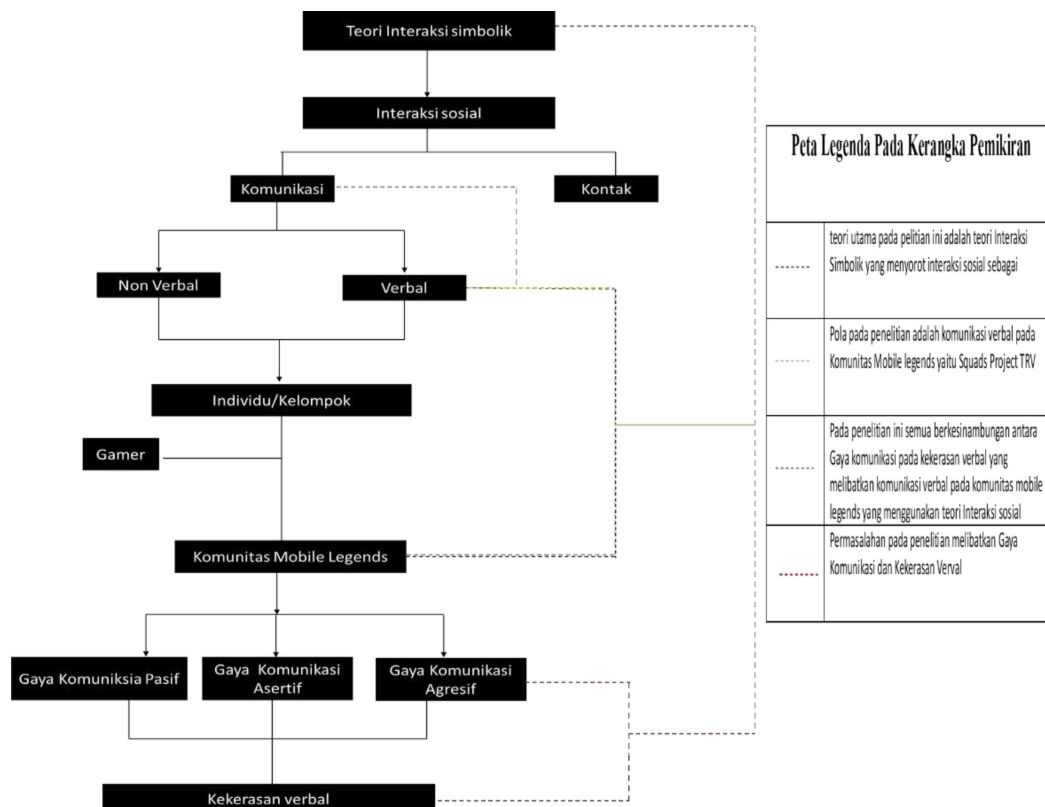 Teori Interaksi simbolik
Interaksi sosial
Komunikasi
Kontak
Non Verbal
Verbal
Individu/Kelompok
Gamer
Komunitas Mobile Legends
Gaya Komuniksia Pasif
Gaya Komunikasi
Asertif
Gaya Komunikasi
Agresif
Kekerasan verbal
Peta Legenda Pada Kerangka Pemikiran
teori utama pada pelitian ini adalah teori Interaksi
Simbolik yang menyorot interaksi sosial sebagai
Pola pada penelitian adalah komunikasi verbal pada
Komunitas Mobile legends yaitu Squads Project TRV
Pada penelitian ini semua berkesinambungan antara
Gaya komunikasi pada kekerasan verbal yang
melibatkan komunikasi verbal pada komunitas mobile
legends yang menggunakan teori Interaksi sosial
Permasalahan pada penelitian melibatkan Gaya
Komunikasi dan Kekerasan Verval